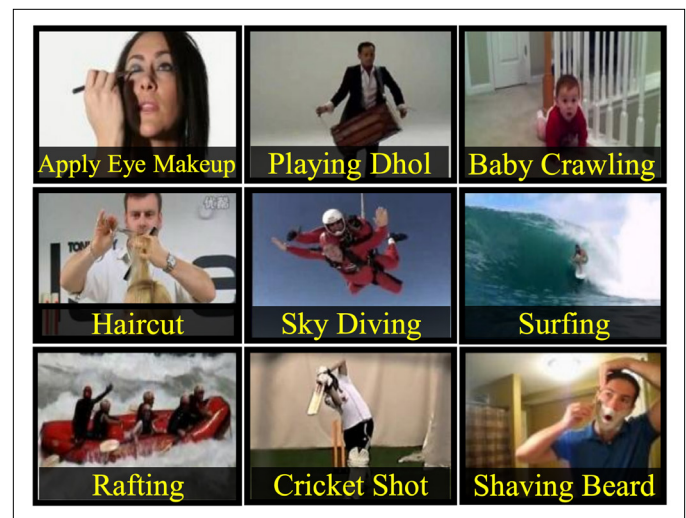 Apply Eye Makeup
Playing Dhol
Baby Crawling
Haircut
Sky Diving
Surfing
Rafting
Cricket Shot
Shaving Beard